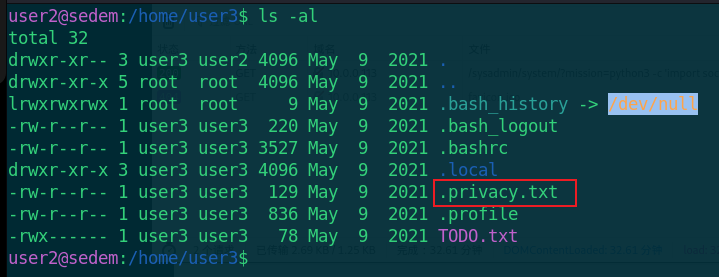 user2@sedem:/home/user3$ ls -al
total 32
drwxr-xr-- 3 user3 user2 4096 May 9 2021 .
drwxr-xr-x 5 root root 4096 May 9 2021 ..
lrwxrwxrwx 1 root root 9 May 9 2021 .bash_history -> /dev/null
-rw-r--r-- 1 user3 user3 220 May 9 2021 .bash_logout
-rw-r--r-- 1 user3 user3 3527 May 9 2021 .bashrc
drwxr-xr-x 3 user3 user3 4096 May 9 2021 .local
-rw-r--r-- 1 user3 user3 129 May 9 2021 .privacy.txt
-rw-r--r-- 1 user3 user3 836 May 9 2021 .profile
-rwx------ 1 user3 user3 78 May 9 2021 TODO.txt
user2@sedem:/home/user3$